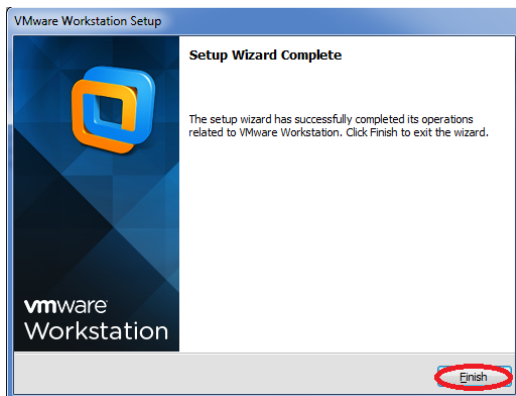 VMware Workstation Setup
Setup Wizard Complete
The setup wizard has successfully completed its operations
related to VMware Workstation. Click Finish to exit the wizard.
vmware
Workstation
Finish